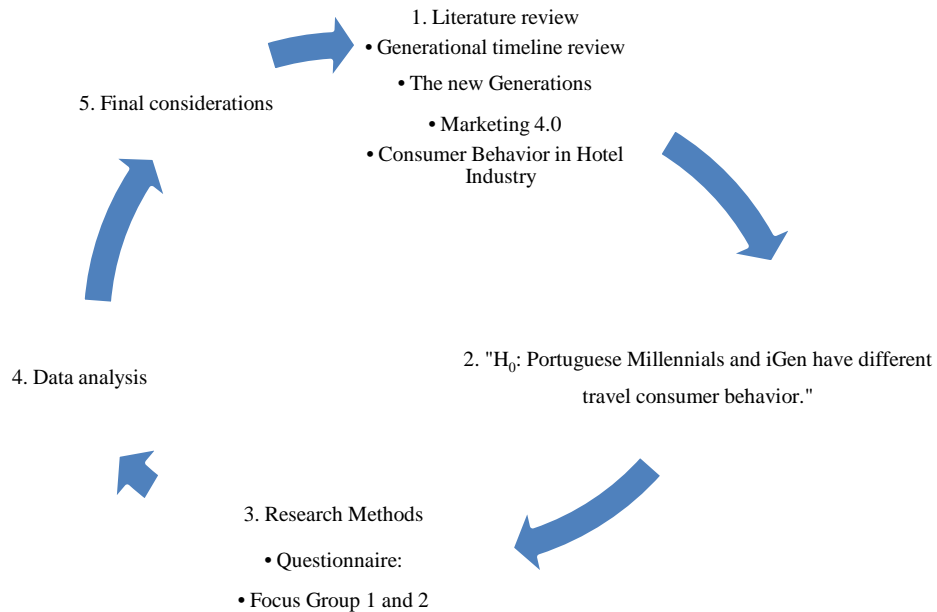 1. Literature review
• Generational timeline review
• The new Generations
• Marketing 4.0
• Consumer Behavior in Hotel
Industry
2. "H₀: Portuguese Millennials and iGen have different
travel consumer behavior."
3. Research Methods
• Questionnaire:
• Focus Group 1 and 2
4. Data analysis
5. Final considerations